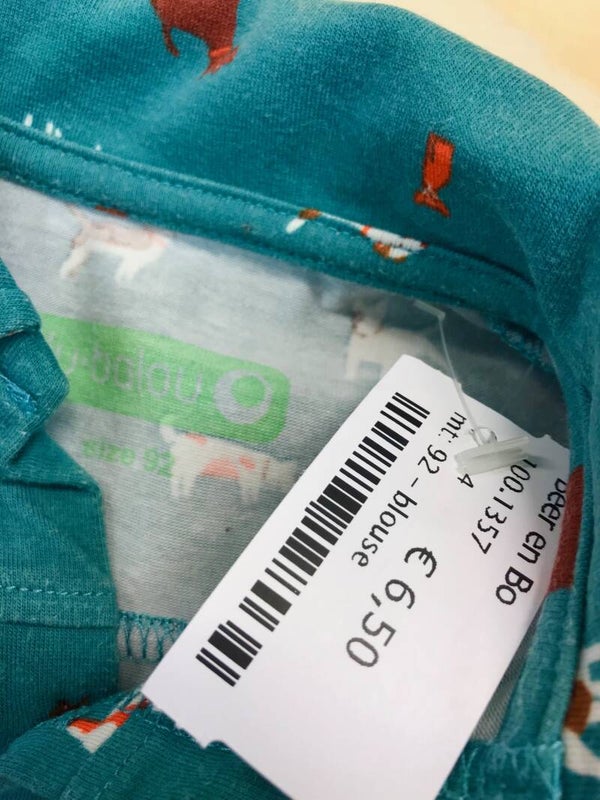 beer en Bo
100.1357
4
mt: 92 - blouse
€ 6,50
size 92